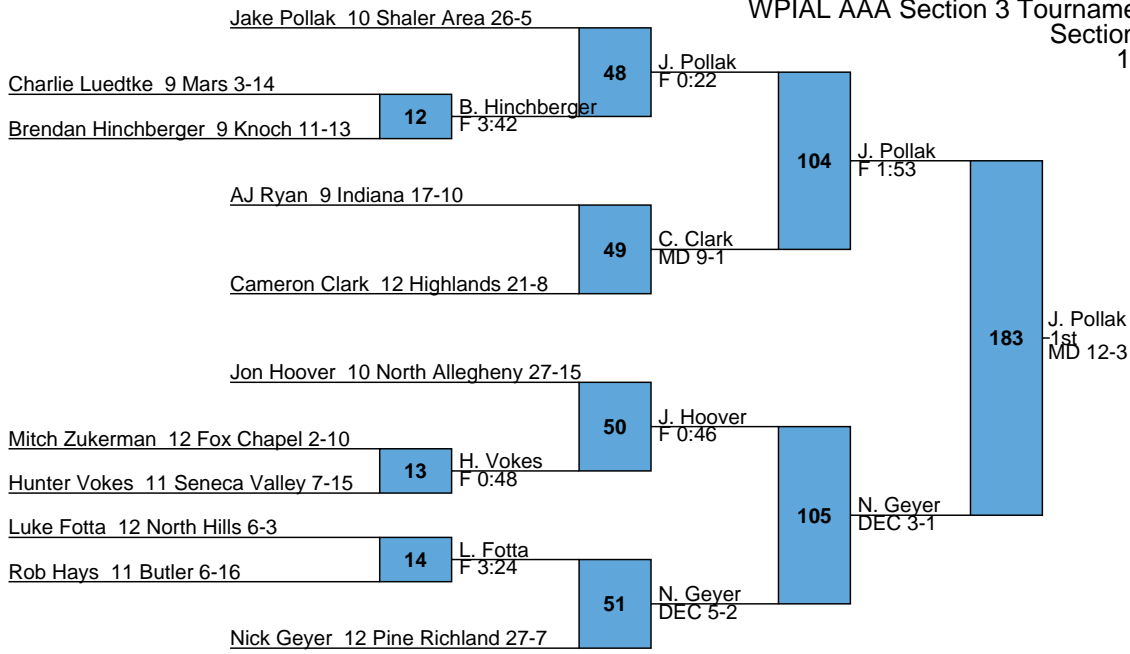 WPIAL AAA Section 3
Section
1
Jake Pollak 10 Shaler Area 26-5
48
J. Pollak
F 0:22
Charlie Luedtke 9 Mars 3-14
12
B. Hinchberger
F 3:42
Brendan Hinchberger 9 Knoch 11-13
104
J. Pollak
F 1:53
AJ Ryan 9 Indiana 17-10
49
C. Clark
MD 9-1
Cameron Clark 12 Highlands 21-8
183
J. Pollak
1st
MD 12-3
Jon Hoover 10 North Allegheny 27-15
50
J. Hoover
F 0:46
Mitch Zukerman 12 Fox Chapel 2-10
13
H. Vokes
F 0:48
Hunter Vokes 11 Seneca Valley 7-15
105
N. Geyer
DEC 3-1
Luke Fotta 12 North Hills 6-3
14
L. Fotta
F 3:24
Rob Hays 11 Butler 6-16
51
N. Geyer
DEC 5-2
Nick Geyer 12 Pine Richland 27-7